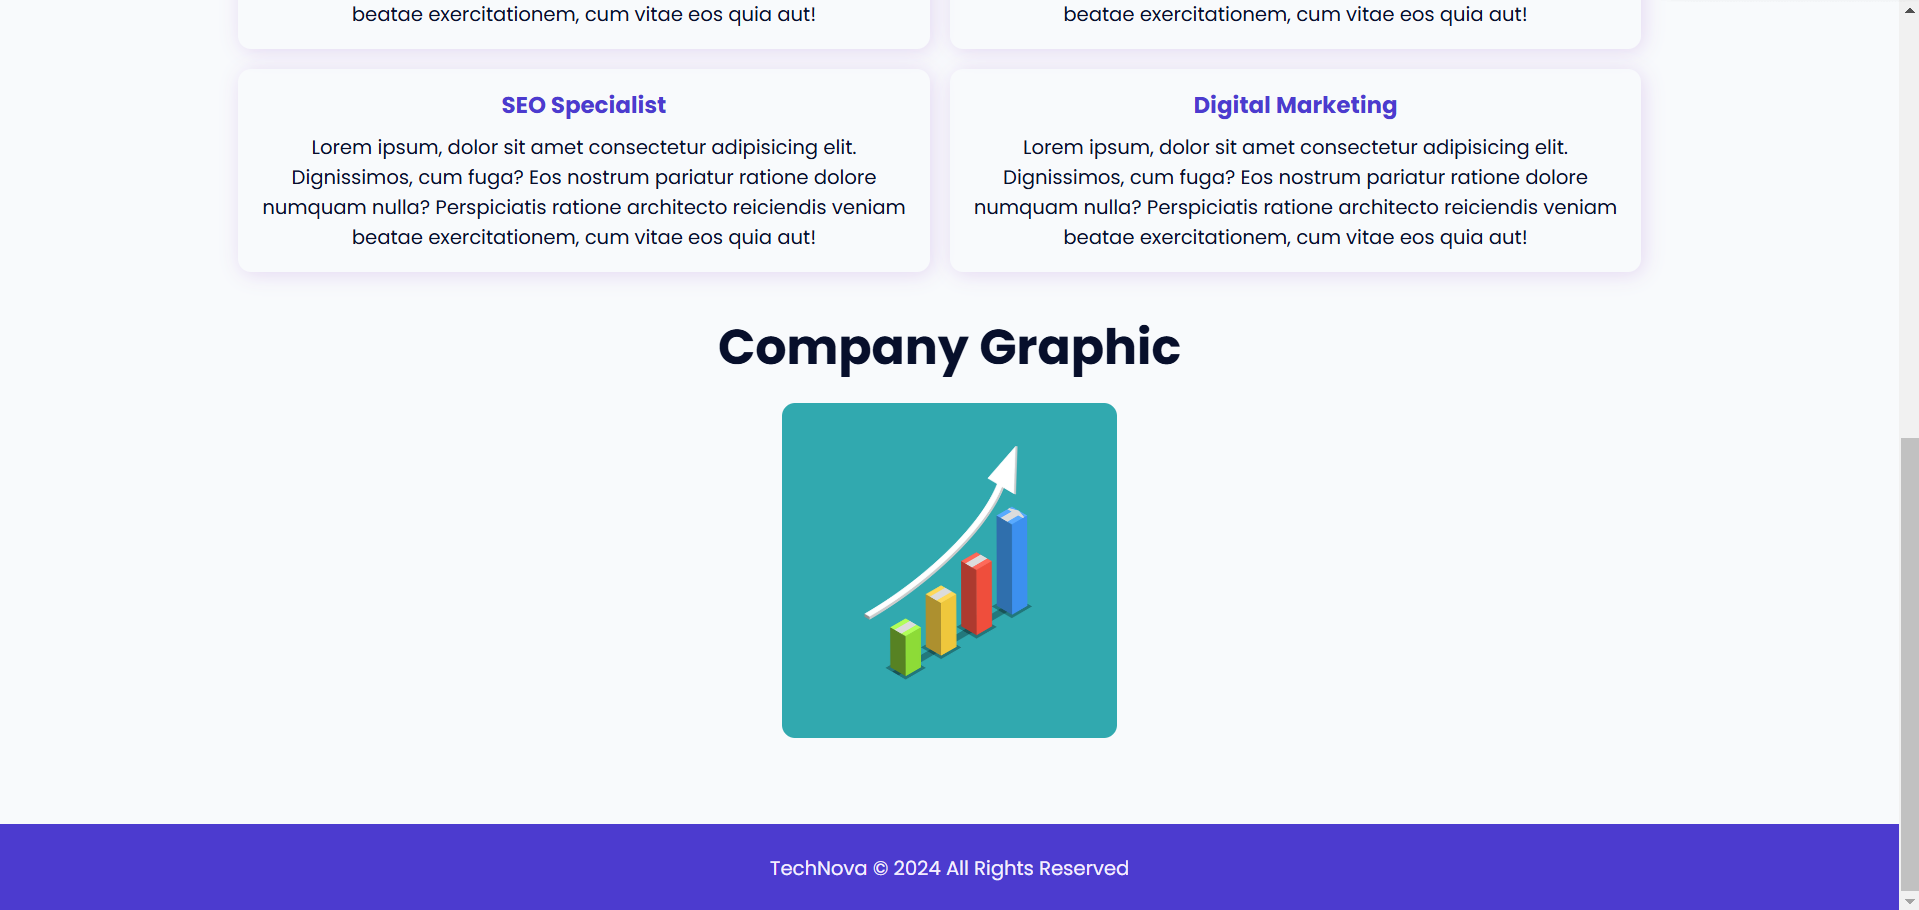 beatae exercitationem, cum vitae eos quia aut!
beatae exercitationem, cum vitae eos quia aut!
SEO Specialist
Lorem ipsum, dolor sit amet consectetur adipisicing elit.
Dignissimos, cum fuga? Eos nostrum pariatur ratione dolore
numquam nulla? Perspiciatis ratione architecto reiciendis veniam
beatae exercitationem, cum vitae eos quia aut!
Digital Marketing
Lorem ipsum, dolor sit amet consectetur adipisicing elit.
Dignissimos, cum fuga? Eos nostrum pariatur ratione dolore
numquam nulla? Perspiciatis ratione architecto reiciendis veniam
beatae exercitationem, cum vitae eos quia aut!
Company Graphic
TechNova © 2024 All Rights Reserved